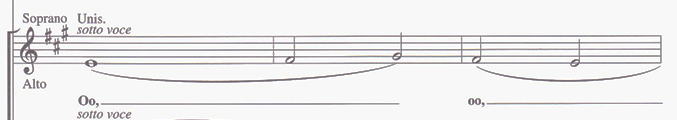 Soprano Unis.
sotto voce
Alto
Oo, oo,
sotto voce